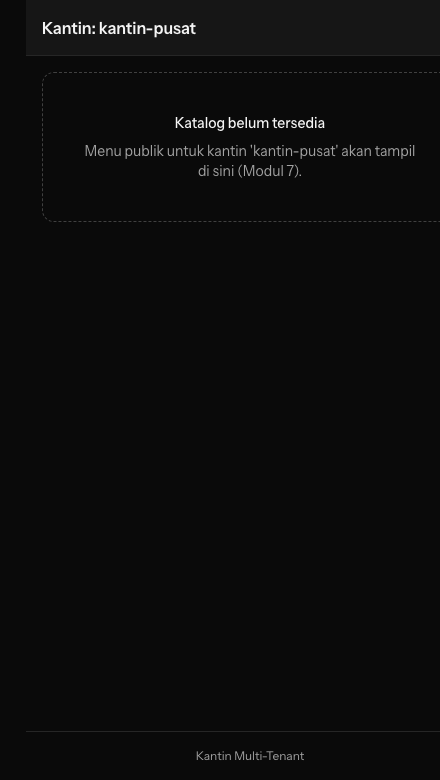 Kantin: kantin-pusat
Katalog belum tersedia
Menu publik untuk kantin 'kantin-pusat' akan tampil
di sini (Modul 7).
Kantin Multi-Tenant